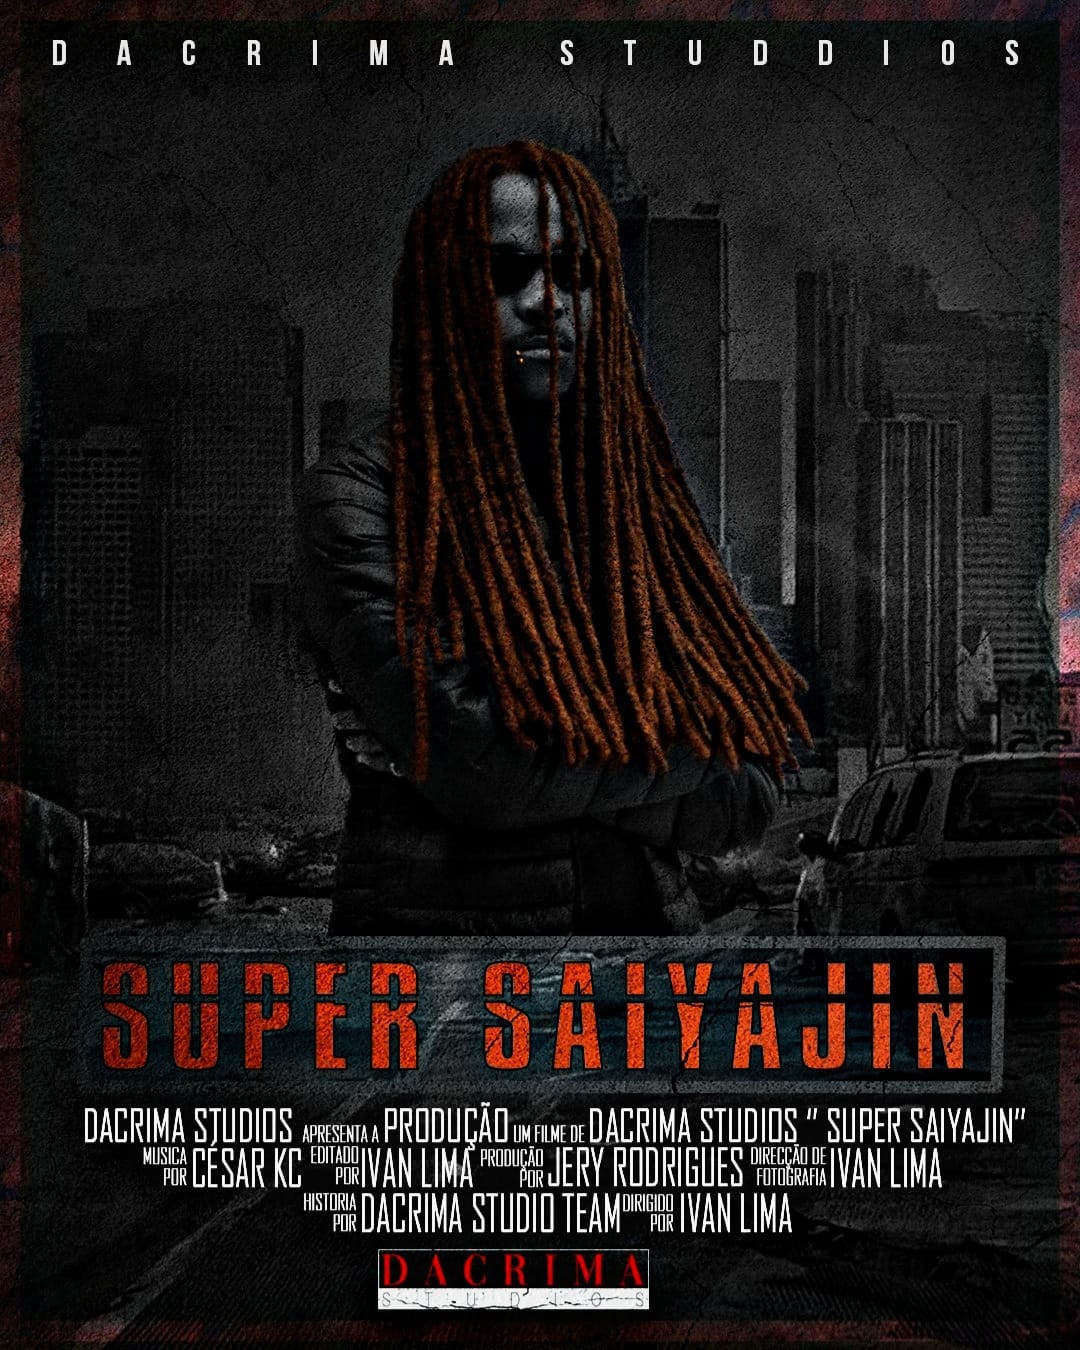 DACRIMA STUDDIOS
SUPER SAIYAJIN
DACRIMA STUDIOS APRESENTA A PRODUÇÃO UM FILME DE DACRIMA STUDIOS " SUPER SAIYAJIN"
MUSICA POR CÉSAR KC EDITADO POR IVAN LIMA PRODUÇÃO POR JERY RODRIGUES DIRECÇÃO DE FOTOGRAFIA IVAN LIMA
HISTORIA POR DACRIMA STUDIO TEAM DIRIGIDO POR IVAN LIMA
DACRIMA
STUDIOS